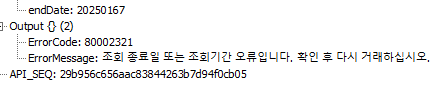 endDate: 20250167
Output {} (2)
ErrorCode: 80002321
ErrorMessage: 조회 종료일 또는 조회기간 오류입니다. 확인 후 다시 거래하십시오.
API_SEQ: 29b956c656aac83844263b7d94f0cb05